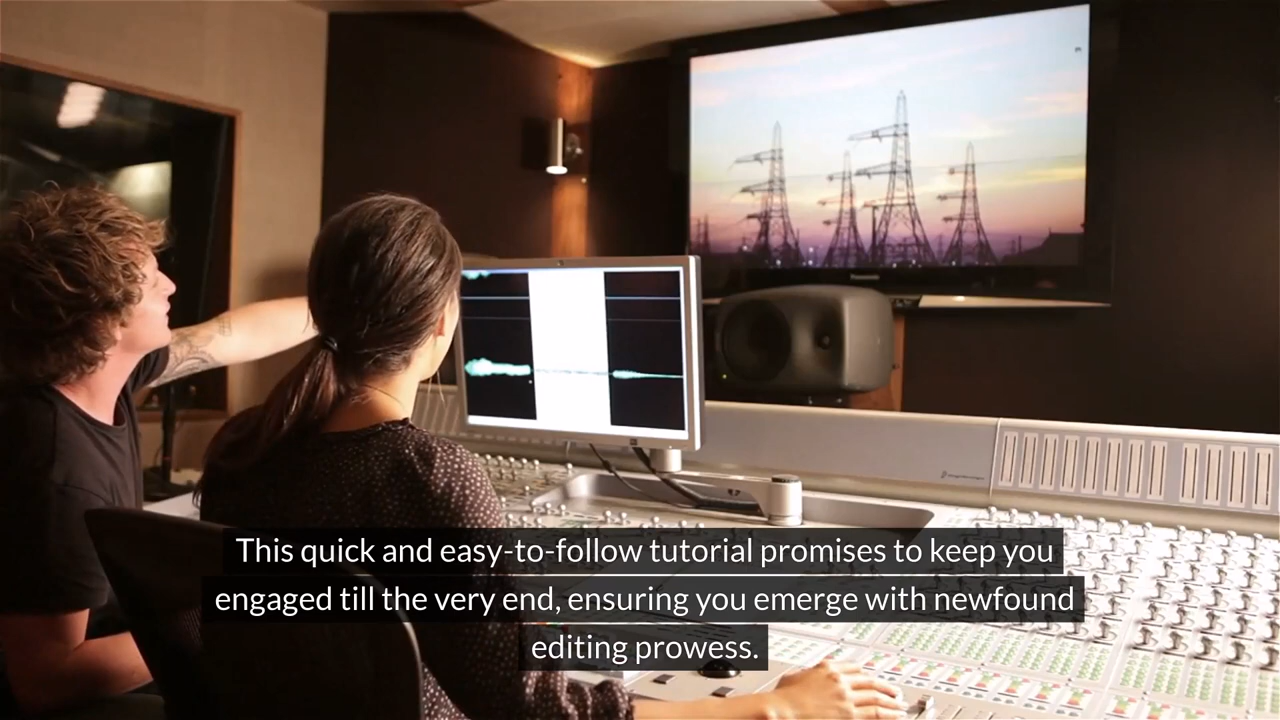 This quick and easy-to-follow tutorial promises to keep you
engaged till the very end, ensuring you emerge with newfound
editing prowess.